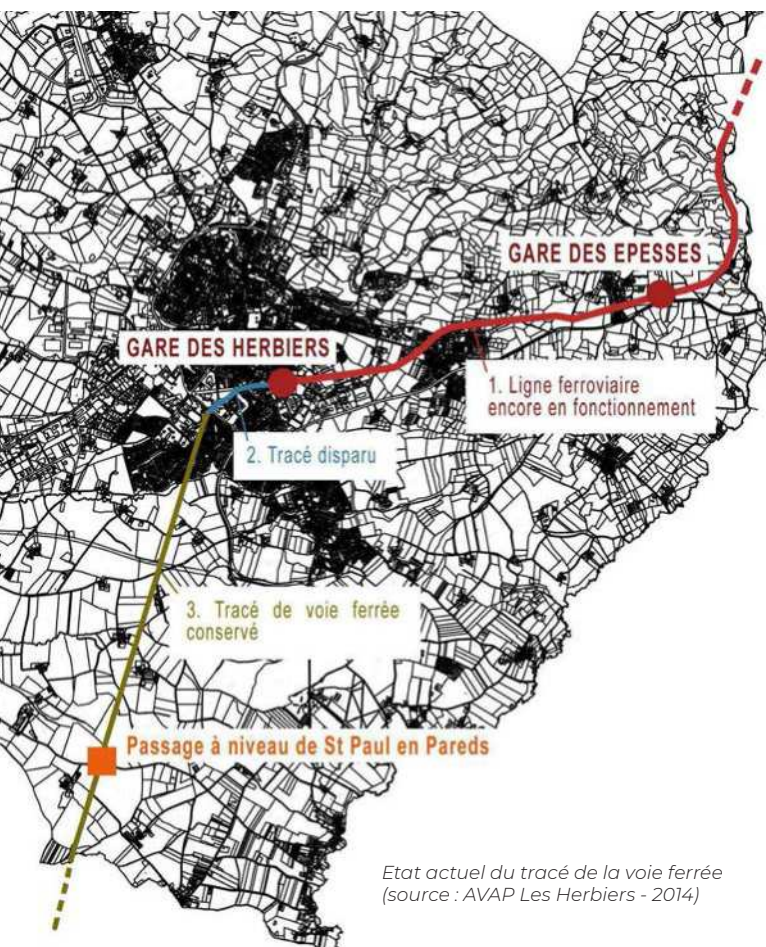 GARE DES EPESSES
GARE DES HERBIERS
1. Ligne ferroviaire
encore en fonctionnement
2. Tracé disparu
3. Tracé de voie ferrée
conservé
Passage à niveau de St Paul en Pareds
Etat actuel du tracé de la voie ferrée
(source : AVAP Les Herbiers - 2014)